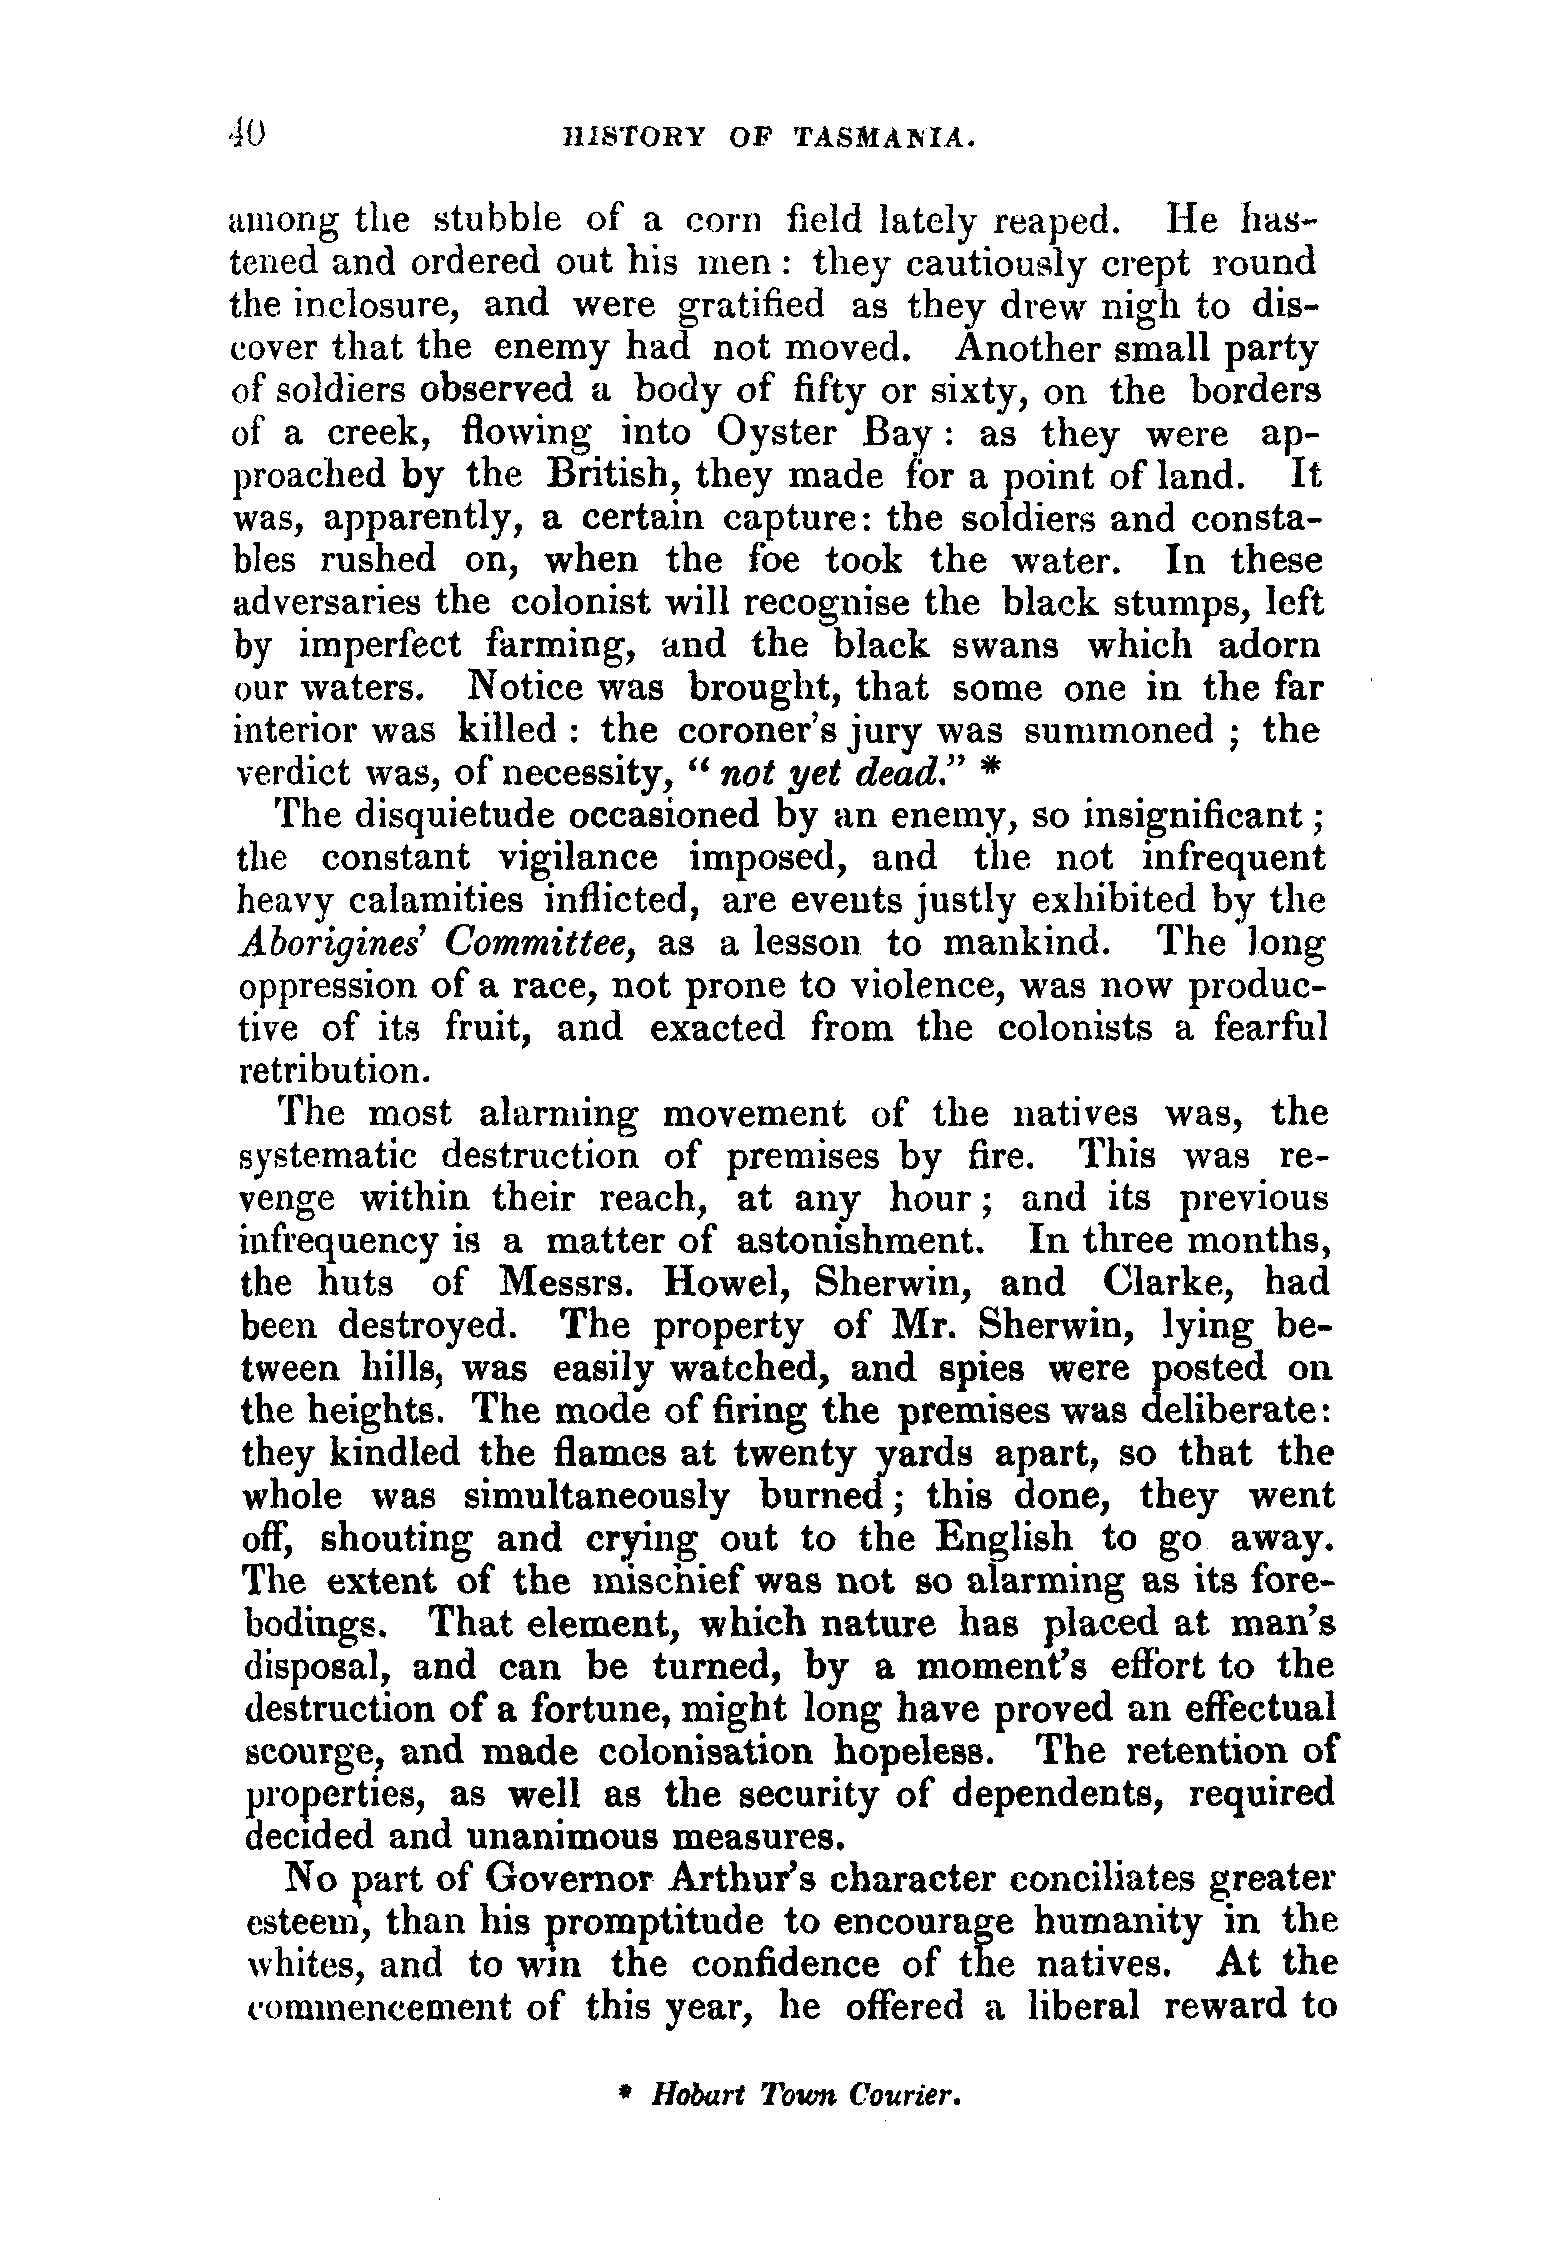 40 HISTORY OF TASMANIA.
among the stubble of a corn field lately reaped. He has-
tened and ordered out his men : they cautiously crept round
the inclosure, and were gratified as they drew nigh to dis-
cover that the enemy had not moved. Another small party
of soldiers observed a body of fifty or sixty, on the borders
of a creek, flowing into Oyster Bay : as they were ap-
proached by the British, they made for a point of land. It
was, apparently, a certain capture: the soldiers and consta-
bles rushed on, when the foe took the water. In these
adversaries the colonist will recognise the black stumps, left
by imperfect farming, and the black swans which adorn
our waters. Notice was brought, that some one in the far
interior was killed : the coroner's jury was summoned ; the
verdict was, of necessity, " not yet dead." *
The disquietude occasioned by an enemy, so insignificant ;
the constant vigilance imposed, and the not infrequent
heavy calamities inflicted, are events justly exhibited by the
Aborigines' Committee, as a lesson to mankind. The long
oppression of a race, not prone to violence, was now produc-
tive of its fruit, and exacted from the colonists a fearful
retribution.
The most alarming movement of the natives was, the
systematic destruction of premises by fire. This was re-
venge within their reach, at any hour ; and its previous
infrequency is a matter of astonishment. In three months,
the huts of Messrs. Howel, Sherwin, and Clarke, had
been destroyed. The property of Mr. Sherwin, lying be-
tween hills, was easily watched, and spies were posted on
the heights. The mode of firing the premises was deliberate:
they kindled the flames at twenty yards apart, so that the
whole was simultaneously burned ; this done, they went
off, shouting and crying out to the English to go away.
The extent of the mischief was not so alarming as its fore-
bodings. That element, which nature has placed at man's
disposal, and can be turned, by a moment's effort to the
destruction of a fortune, might long have proved an effectual
scourge, and made colonisation hopeless. The retention of
properties, as well as the security of dependents, required
decided and unanimous measures.
No part of Governor Arthur's character conciliates greater
esteem, than his promptitude to encourage humanity in the
whites, and to win the confidence of the natives. At the
commencement of this year, he offered a liberal reward to
* Hobart Town Courier.